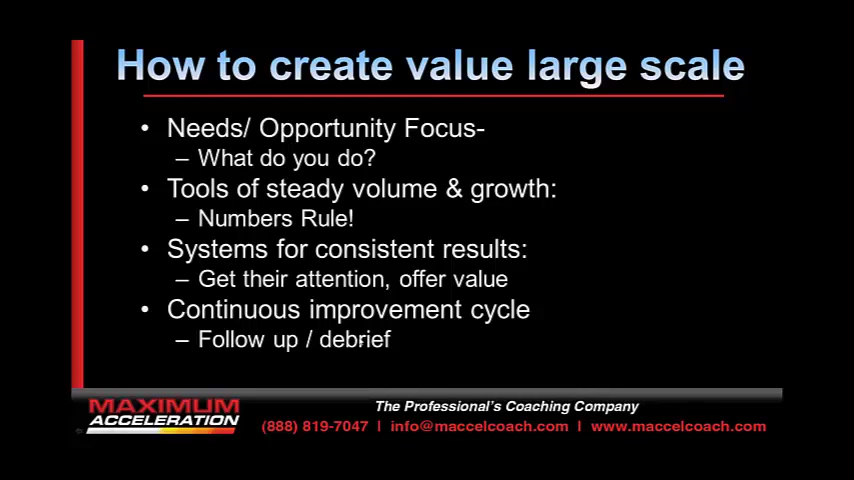 How to create value large scale
• Needs/ Opportunity Focus-
– What do you do?
• Tools of steady volume & growth:
– Numbers Rule!
• Systems for consistent results:
– Get their attention, offer value
• Continuous improvement cycle
– Follow up / debrief
MAXIMUM
ACCELERATION
The Professional's Coaching Company
(888) 819-7047 | info@maccelcoach.com | www.maccelcoach.com